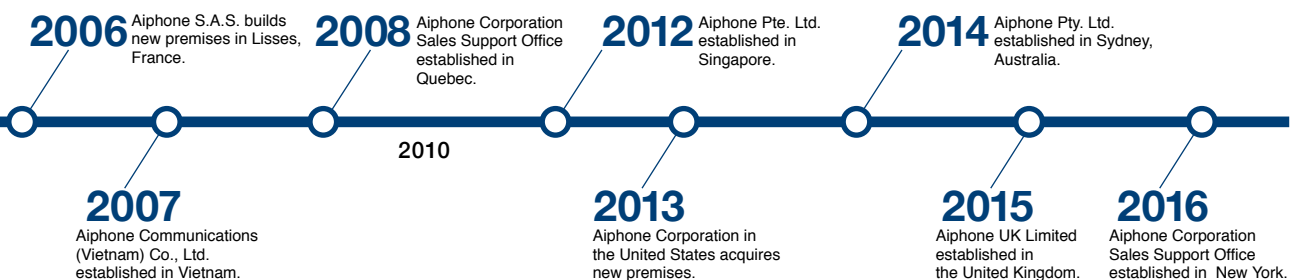 2006
Aiphone S.A.S. builds
new premises in Lisses,
France.
2008
Aiphone Corporation
Sales Support Office
established in
Quebec.
2012
Aiphone Pte. Ltd.
established in
Singapore.
2014
Aiphone Pty. Ltd.
established in Sydney,
Australia.
2010
2007
Aiphone Communications
(Vietnam) Co., Ltd.
established in Vietnam.
2013
Aiphone Corporation in
the United States acquires
new premises.
2015
Aiphone UK Limited
established in
the United Kingdom.
2016
Aiphone Corporation
Sales Support Office
established in New York.